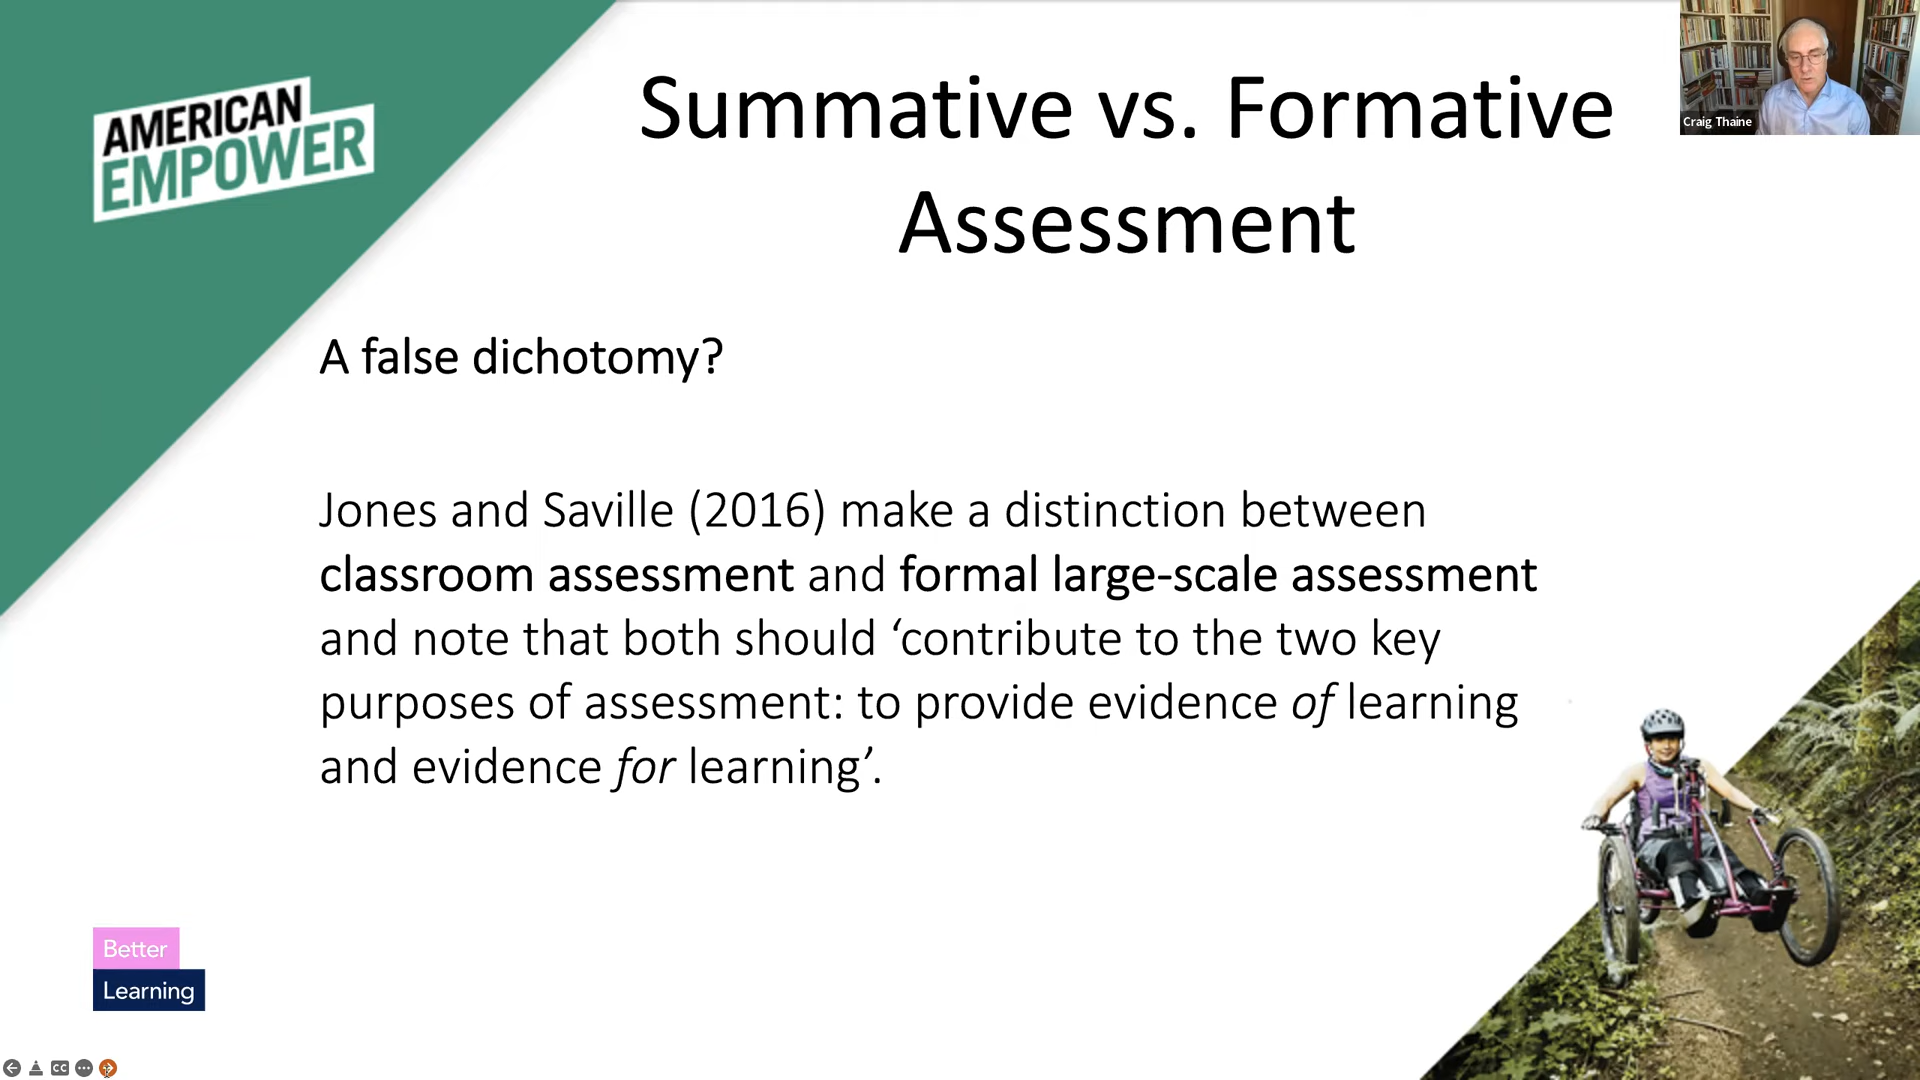 AMERICAN
EMPOWER
Summative vs. Formative
Assessment
Craig Thaine
A false dichotomy?
Jones and Saville (2016) make a distinction between
classroom assessment and formal large-scale assessment
and note that both should ‘contribute to the two key
purposes of assessment: to provide evidence of learning
and evidence for learning’.
Better
Learning
CC